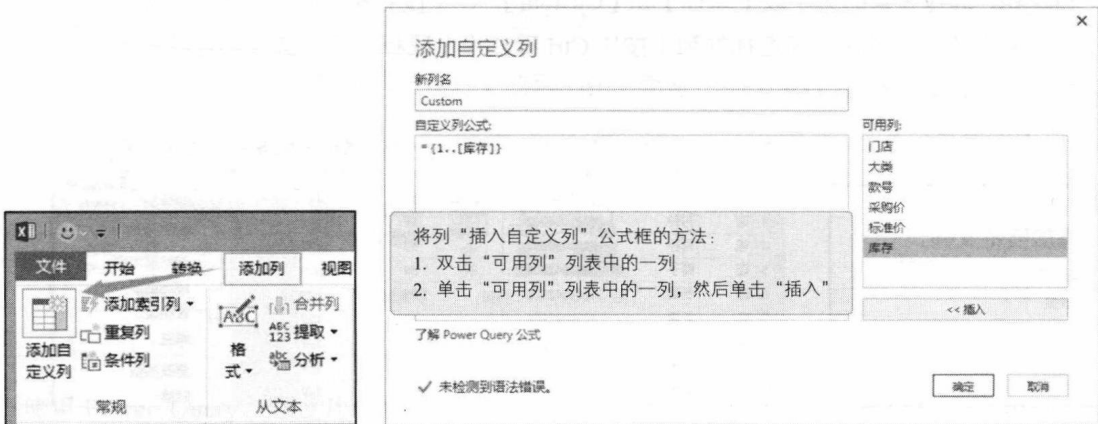 文件
开始
转换
添加列
视图
添加自
定义列
添加索引列
重复列
条件列
常规
ABC
格
式
合并列
ABC
123 提取
abc 分析
从文本
添加自定义列
新列名
Custom
自定义列公式:
={1..[库存]}
将列“插入自定义列”公式框的方法:
1. 双击“可用列”列表中的一列
2. 单击“可用列”列表中的一列，然后单击“插入”
了解 Power Query 公式
✓ 未检测到语法错误。
可用列:
门店
大类
款号
采购价
标准价
库存
<< 插入
确定
取消